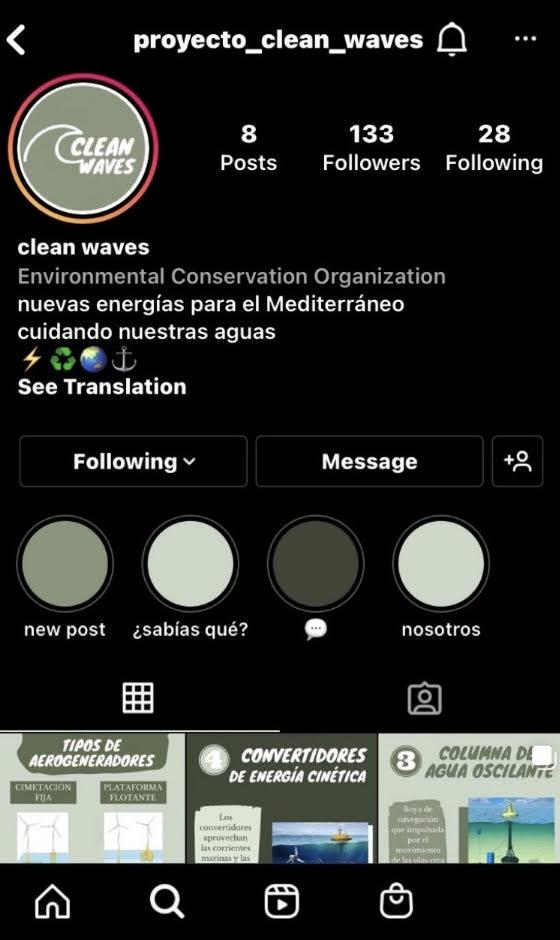 proyecto_clean_waves
CLEAN
WAVES
8
Posts
133
Followers
28
Following
clean waves
Environmental Conservation Organization
nuevas energías para el Mediterráneo
cuidando nuestras aguas
⚡♻🌏⚓
See Translation
Following
Message
new post
¿sabías qué?
💬
nosotros
TIPOS DE
AEROGENERADORES
CIMETACIÓN
FIJA
PLATAFORMA
FLOTANTE
4
CONVERTIDORES
DE ENERGÍA CINÉTICA
Los
convertidores
aprovechan
las corrientes
marinas y las
3
COLUMNA DE
AGUA OSCILANTE
Boya de
navegación
que impulsada
por el
movimiento
de las olas